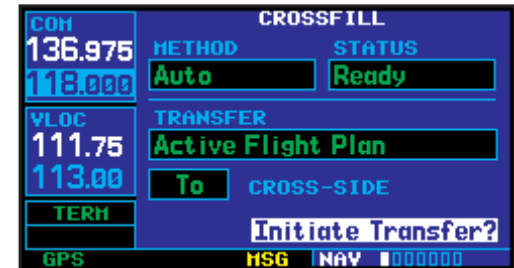 COM
136.975
118.000
VLOC
111.75
113.00
TERM
GPS
CROSSFILL
METHOD STATUS
Auto Ready
TRANSFER
Active Flight Plan
To CROSS-SIDE
Initiate Transfer?
MSG NAV